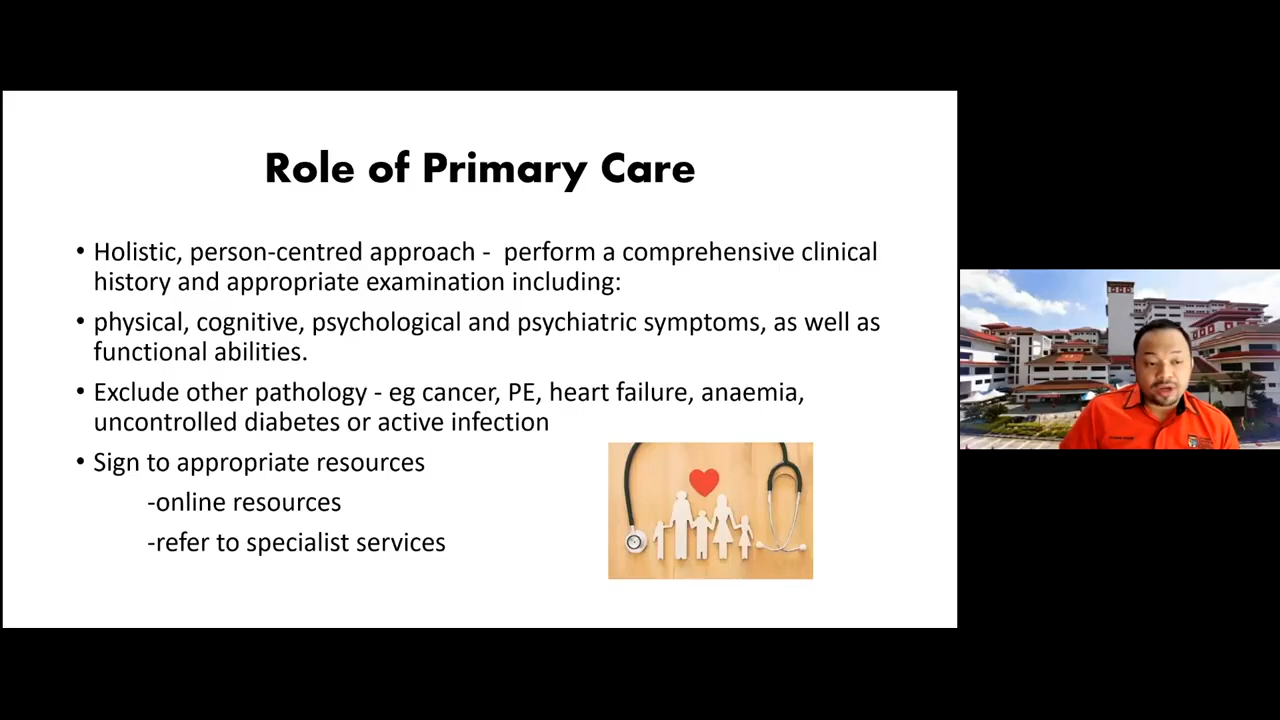 Role of Primary Care
• Holistic, person-centred approach - perform a comprehensive clinical
history and appropriate examination including:
• physical, cognitive, psychological and psychiatric symptoms, as well as
functional abilities.
• Exclude other pathology - eg cancer, PE, heart failure, anaemia,
uncontrolled diabetes or active infection
• Sign to appropriate resources
-online resources
-refer to specialist services